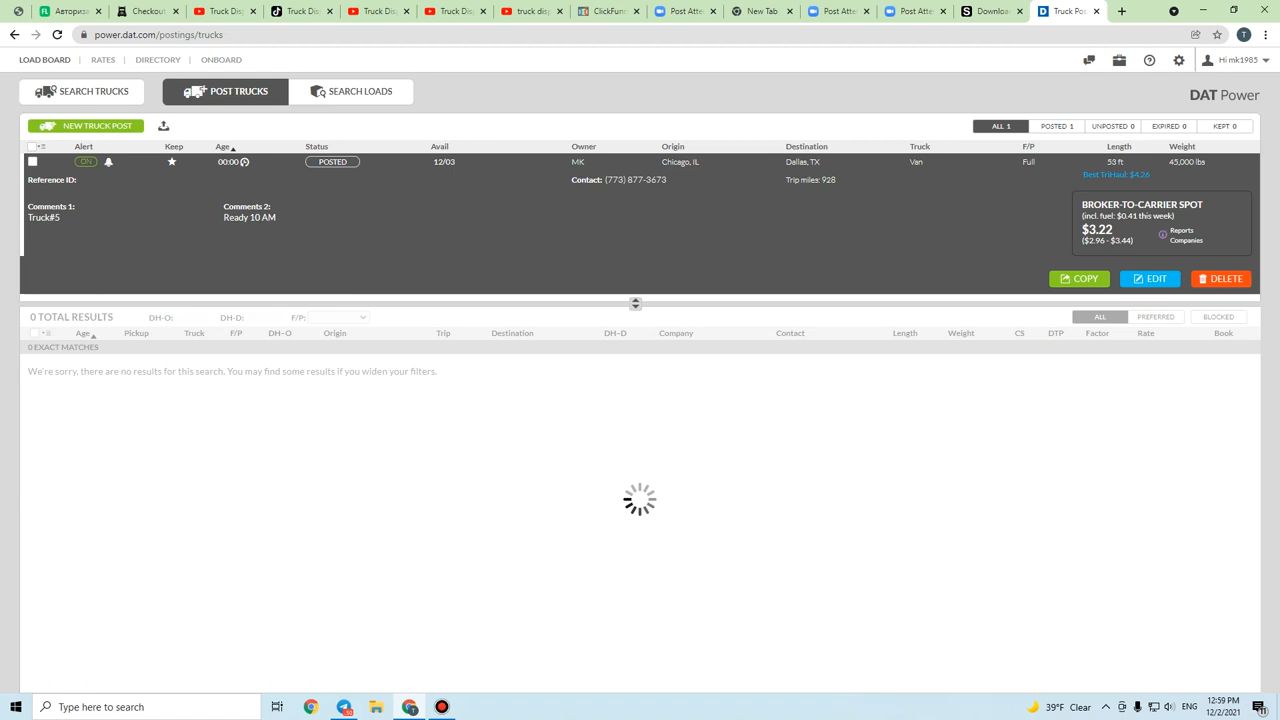 Aeropost
Checkout
Truck Disp
Truck Dis
Truck Dis
Truck Dis
truck disp
ClickFun
Post Atte
New Tab
Post Atte
Post Atte
Downloa
Truck Po
power.dat.com/postings/trucks
T
LOAD BOARD | RATES | DIRECTORY | ONBOARD
Hi mk1985
SEARCH TRUCKS
POST TRUCKS
SEARCH LOADS
DAT Power
NEW TRUCK POST
ALL 1 POSTED 1 UNPOSTED 0 EXPIRED 0 KEPT 0
Alert Keep Age Status Avail Owner Origin Destination Truck F/P Length Weight
ON 00:00 POSTED 12/03 MK Chicago, IL Dallas, TX Van Full 53 ft 45,000 lbs
Best TriHaul: $4.26
Reference ID: Contact: (773) 877-3673 Trip miles: 928
Comments 1: Comments 2:
Truck#5 Ready 10 AM
BROKER-TO-CARRIER SPOT
(incl. fuel: $0.41 this week)
$3.22
($2.96 - $3.44)
Reports
Companies
COPY EDIT DELETE
0 TOTAL RESULTS DH-O: DH-D: F/P:
ALL PREFERRED BLOCKED
Age Pickup Truck F/P DH-O Origin Trip Destination DH-D Company Contact Length Weight CS DTP Factor Rate Book
0 EXACT MATCHES
We're sorry, there are no results for this search. You may find some results if you widen your filters.
Type here to search
39°F Clear
ENG
12:59 PM
12/2/2021